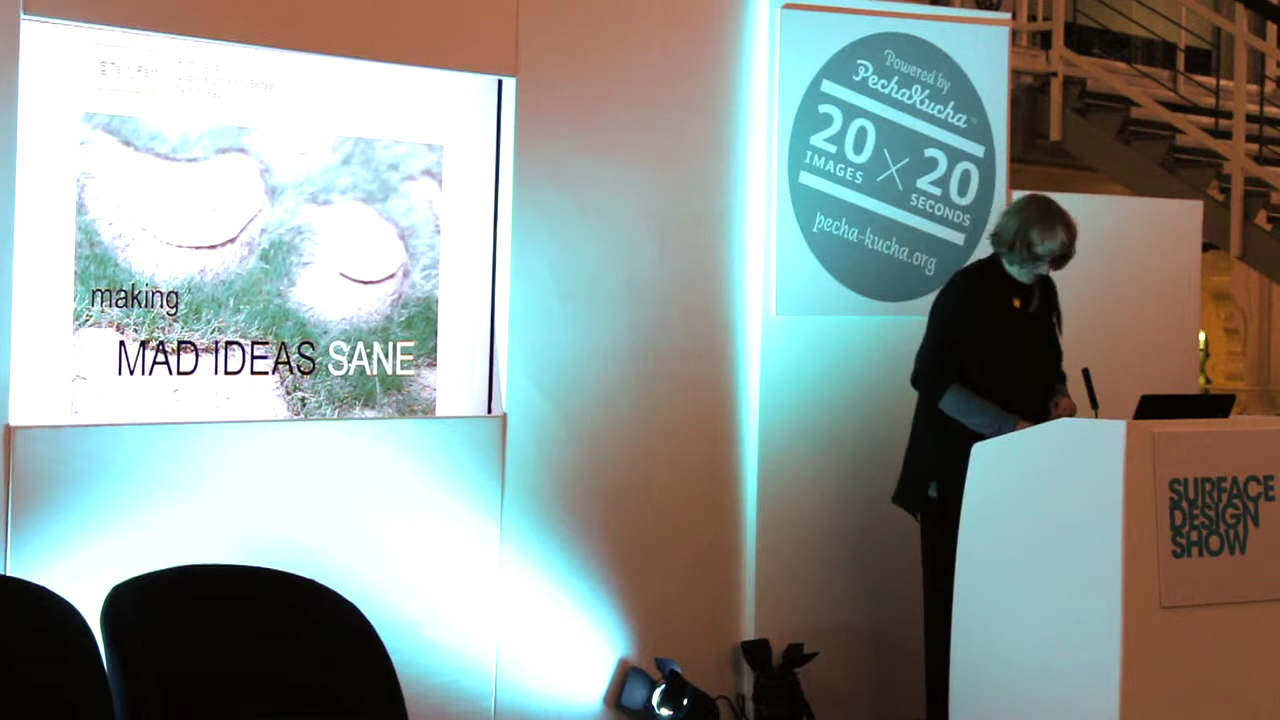 making
MAD IDEAS SANE
Powered by
PechaKucha
20 IMAGES X 20 SECONDS
pecha-kucha.org
SURFACE
DESIGN
SHOW